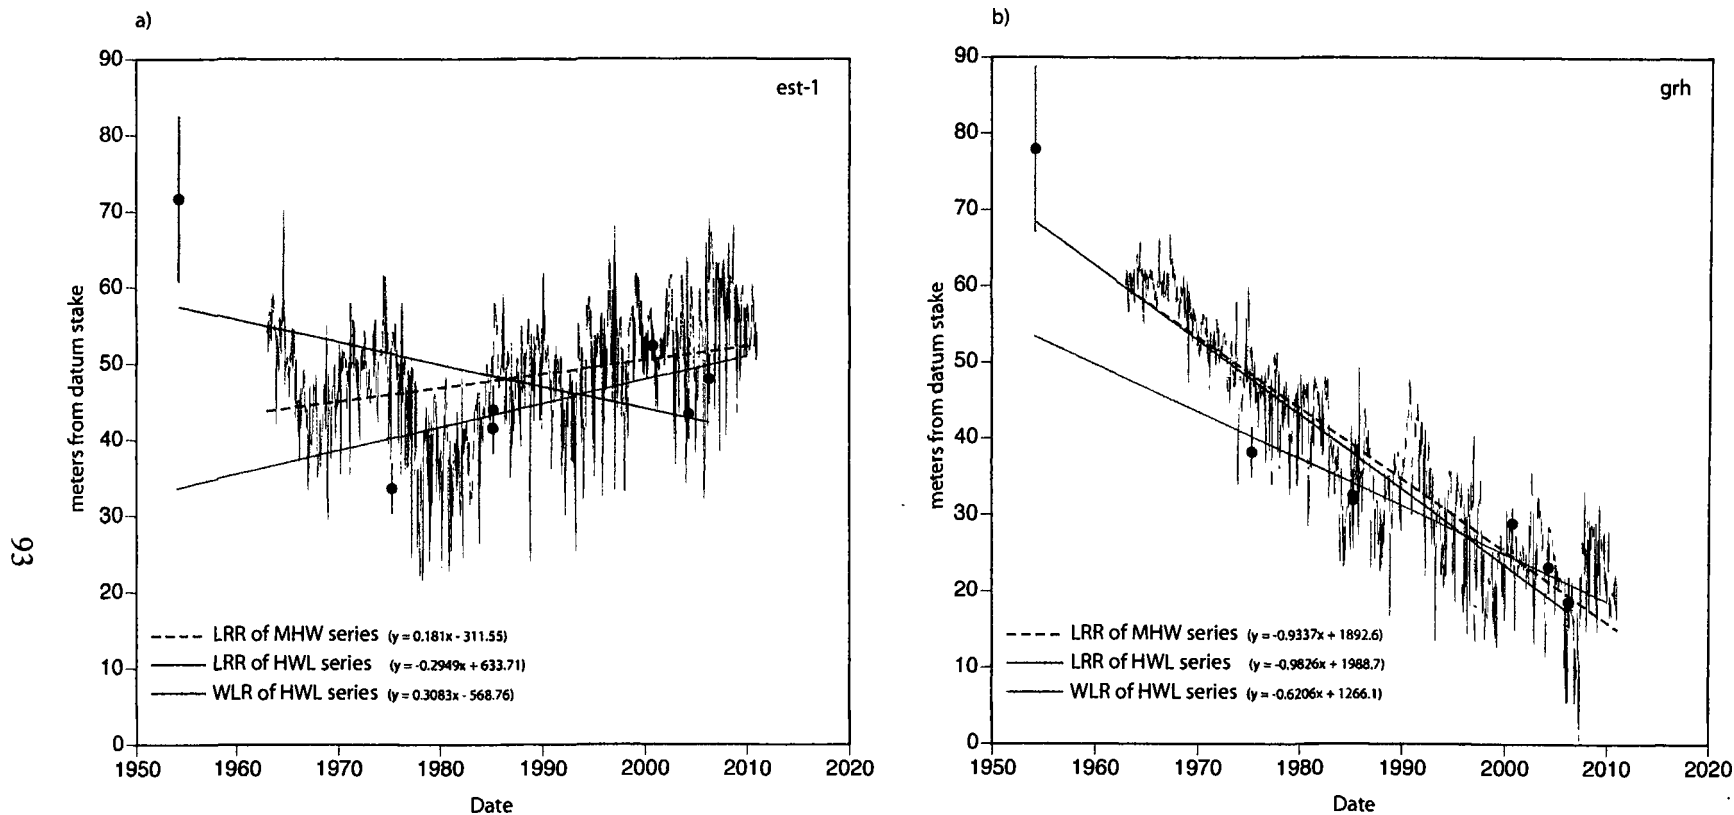 a)
est-1
90
80
70
60
50
40
30
20
10
0
meters from datum stake
LRR of MHW series (y = 0.181x - 311.55)
LRR of HWL series (y = -0.2949x + 633.71)
WLR of HWL series (y = 0.3083x - 568.76)
1950 1960 1970 1980 1990 2000 2010 2020
Date
b)
grh
90
80
70
60
50
40
30
20
10
0
meters from datum stake
LRR of MHW series (y = -0.9337x + 1892.6)
LRR of HWL series (y = -0.9826x + 1988.7)
WLR of HWL series (y = -0.6206x + 1266.1)
1950 1960 1970 1980 1990 2000 2010 2020
Date
93